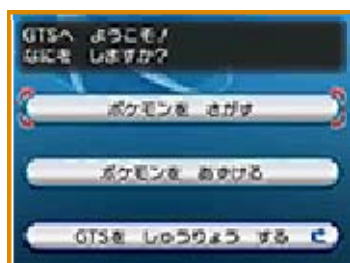 GTSへ ようこそ!
なにを しますか?
ポケモンを さがす
ポケモンを あずける
GTSを しゅうりょう する